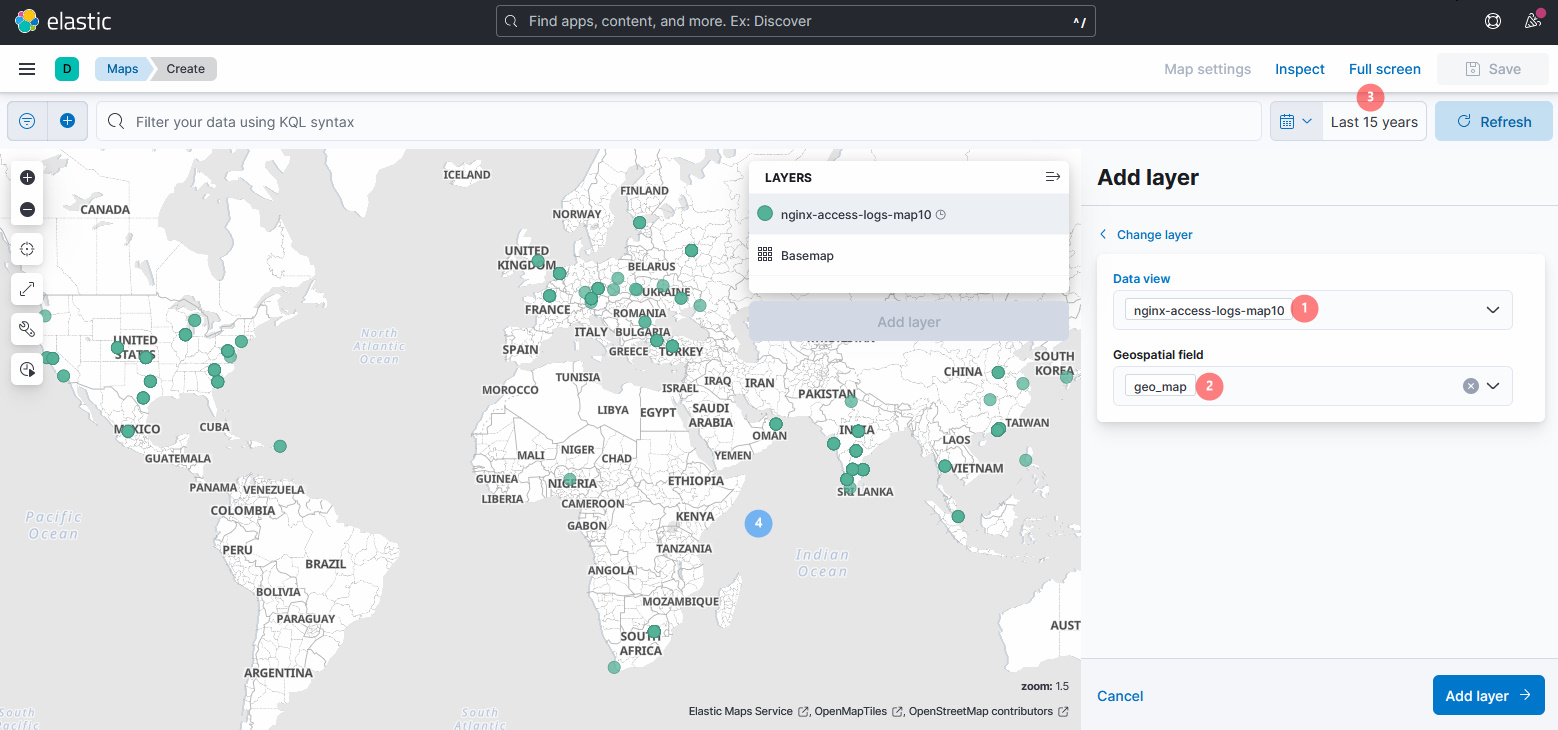 elastic
Find apps, content, and more. Ex: Discover
^/
D
Maps
Create
Map settings
Inspect
Full screen
Save
3
Filter your data using KQL syntax
Last 15 years
Refresh
LAYERS
nginx-access-logs-map10
Basemap
Add layer
ICELAND
FINLAND
CANADA
NORWAY
UNITED
KINGDOM
BELARUS
UKRAINE
FRANCE
ROMANIA
ITALY
BULGARIA
North
Atlantic
Ocean
UNITED
STATES
SPAIN
GREECE
TURKEY
SOUTH
KOREA
CHINA
TUNISIA
MOROCCO
ISRAEL
IRAQ
IRAN
PAKISTAN
LIBYA
EGYPT
SAUDI
ARABIA
MEXICO
CUBA
OMAN
INDIA
TAIWAN
LAOS
GUATEMALA
MALI
NIGER
CHAD
YEMEN
VIETNAM
GUINEA
NIGERIA
ETHIOPIA
SRI LANKA
PANAMA
VENEZUELA
LIBERIA
CAMEROON
COLOMBIA
GABON
KENYA
4
Pacific
Ocean
PERU
BRAZIL
TANZANIA
Indian
Ocean
ANGOLA
BOLIVIA
MOZAMBIQUE
PARAGUAY
SOUTH
AFRICA
AUST
ARGENTINA
zoom: 1.5
South
Pacific
South
Atlantic
Elastic Maps Service , OpenMapTiles , OpenStreetMap contributors
Add layer
Change layer
Data view
nginx-access-logs-map10
1
Geospatial field
geo_map
2
Cancel
Add layer